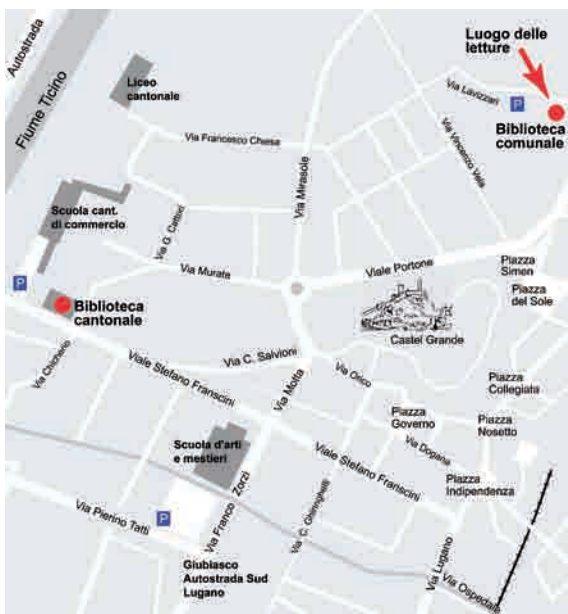 Autostrada
Fiume Ticino
Liceo
cantonale
Luogo delle
letture
Via Lavizzari
P
Biblioteca
comunale
Via Francesco Chiesa
Via Vincenzo Vela
Via Mirasole
Scuola cant.
di commercio
Via G. Cattori
Via Murate
Viale Portone
Piazza
Simen
Piazza
del Sole
P
Biblioteca
cantonale
Castel Grande
Via Chicherio
Viale Stefano Franscini
Via C. Salvioni
Via Motta
Via Orico
Piazza
Collegiata
Piazza
Governo
Piazza
Nosetto
Via Dogana
Scuola d'arti
e mestieri
Viale Stefano Franscini
Piazza
Indipendenza
Via Pierino Tatti
P
Via Franco Zorzi
Via C. Ghiringhelli
Via Lugano
Via Ospedale
Giubiasco
Autostrada Sud
Lugano